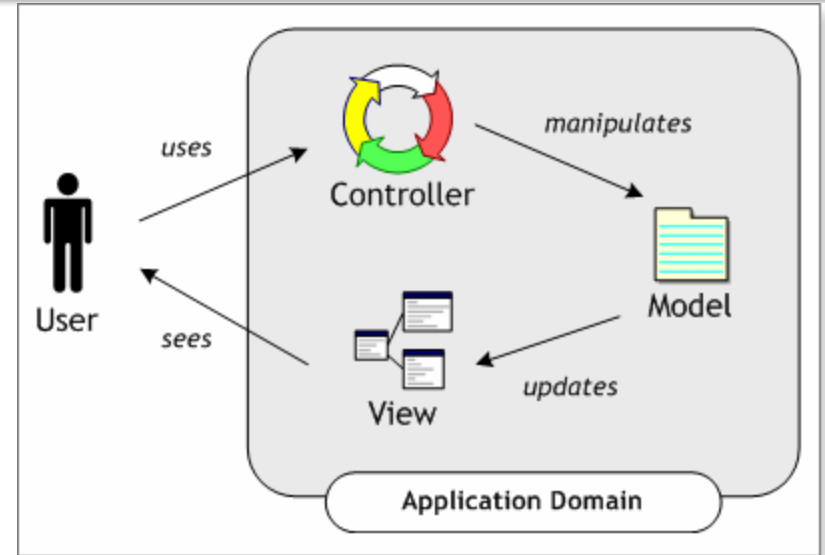 uses
manipulates
Controller
User
Model
sees
updates
View
Application Domain